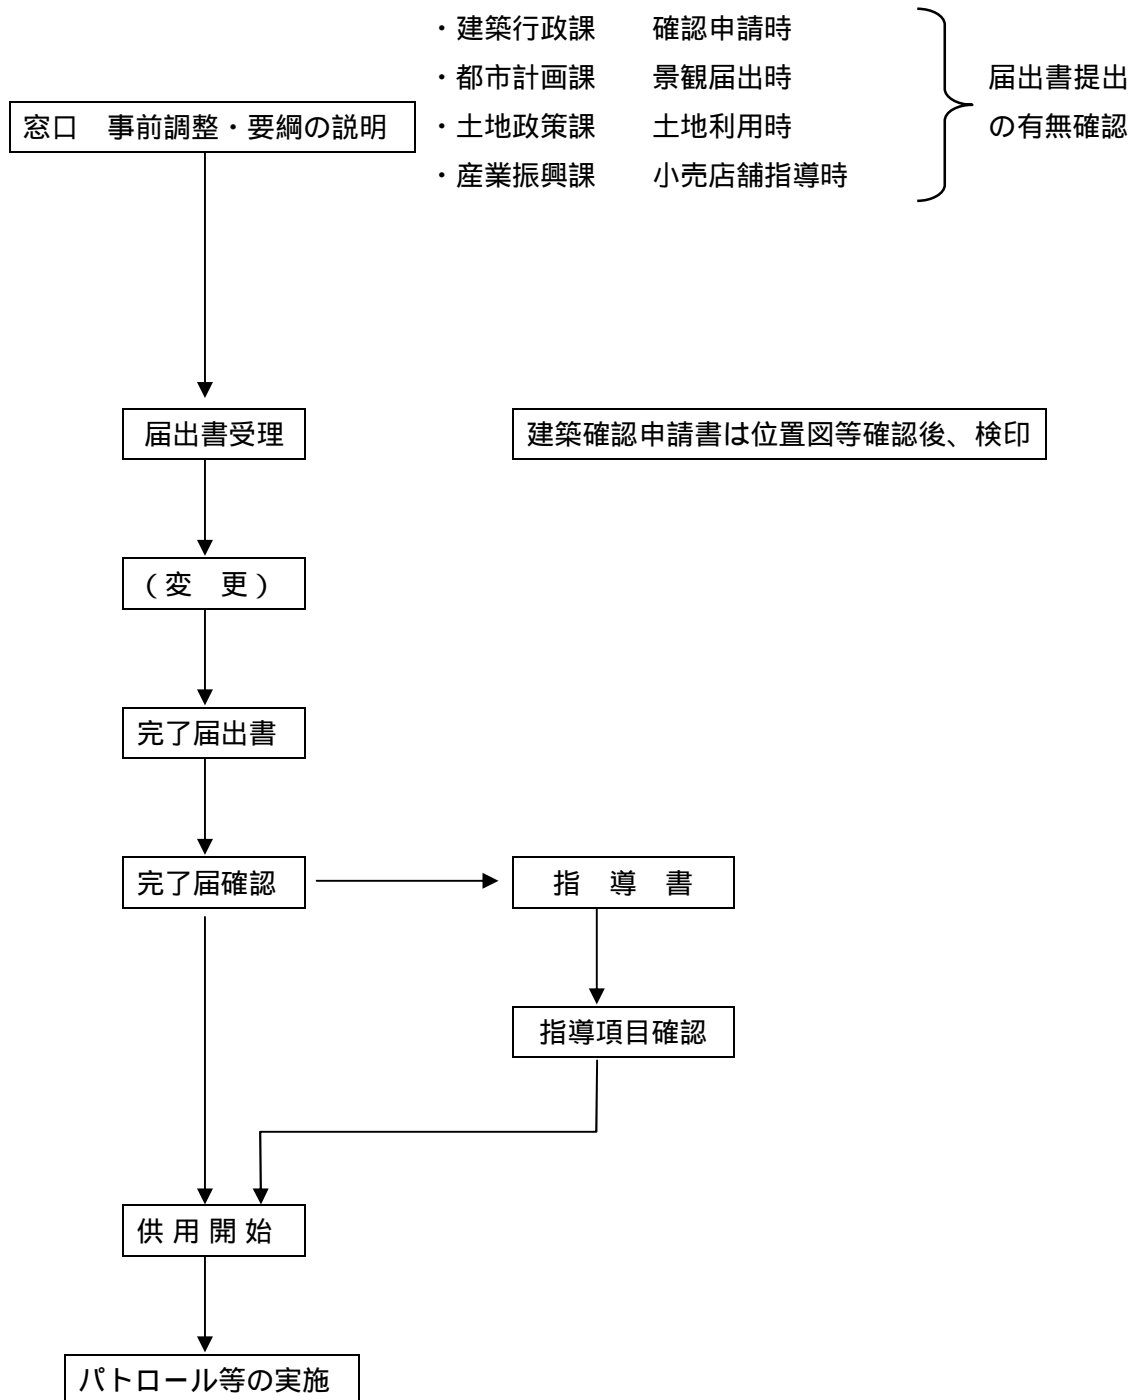 ・建築行政課　　確認申請時
・都市計画課　　景観届出時
・土地政策課　　土地利用時
・産業振興課　　小売店舗指導時
届出書提出
の有無確認
窓口　事前調整・要綱の説明
届出書受理
建築確認申請書は位置図等確認後、検印
（変　更）
完了届出書
完了届確認
指　導　書
指導項目確認
供 用 開 始
パトロール等の実施